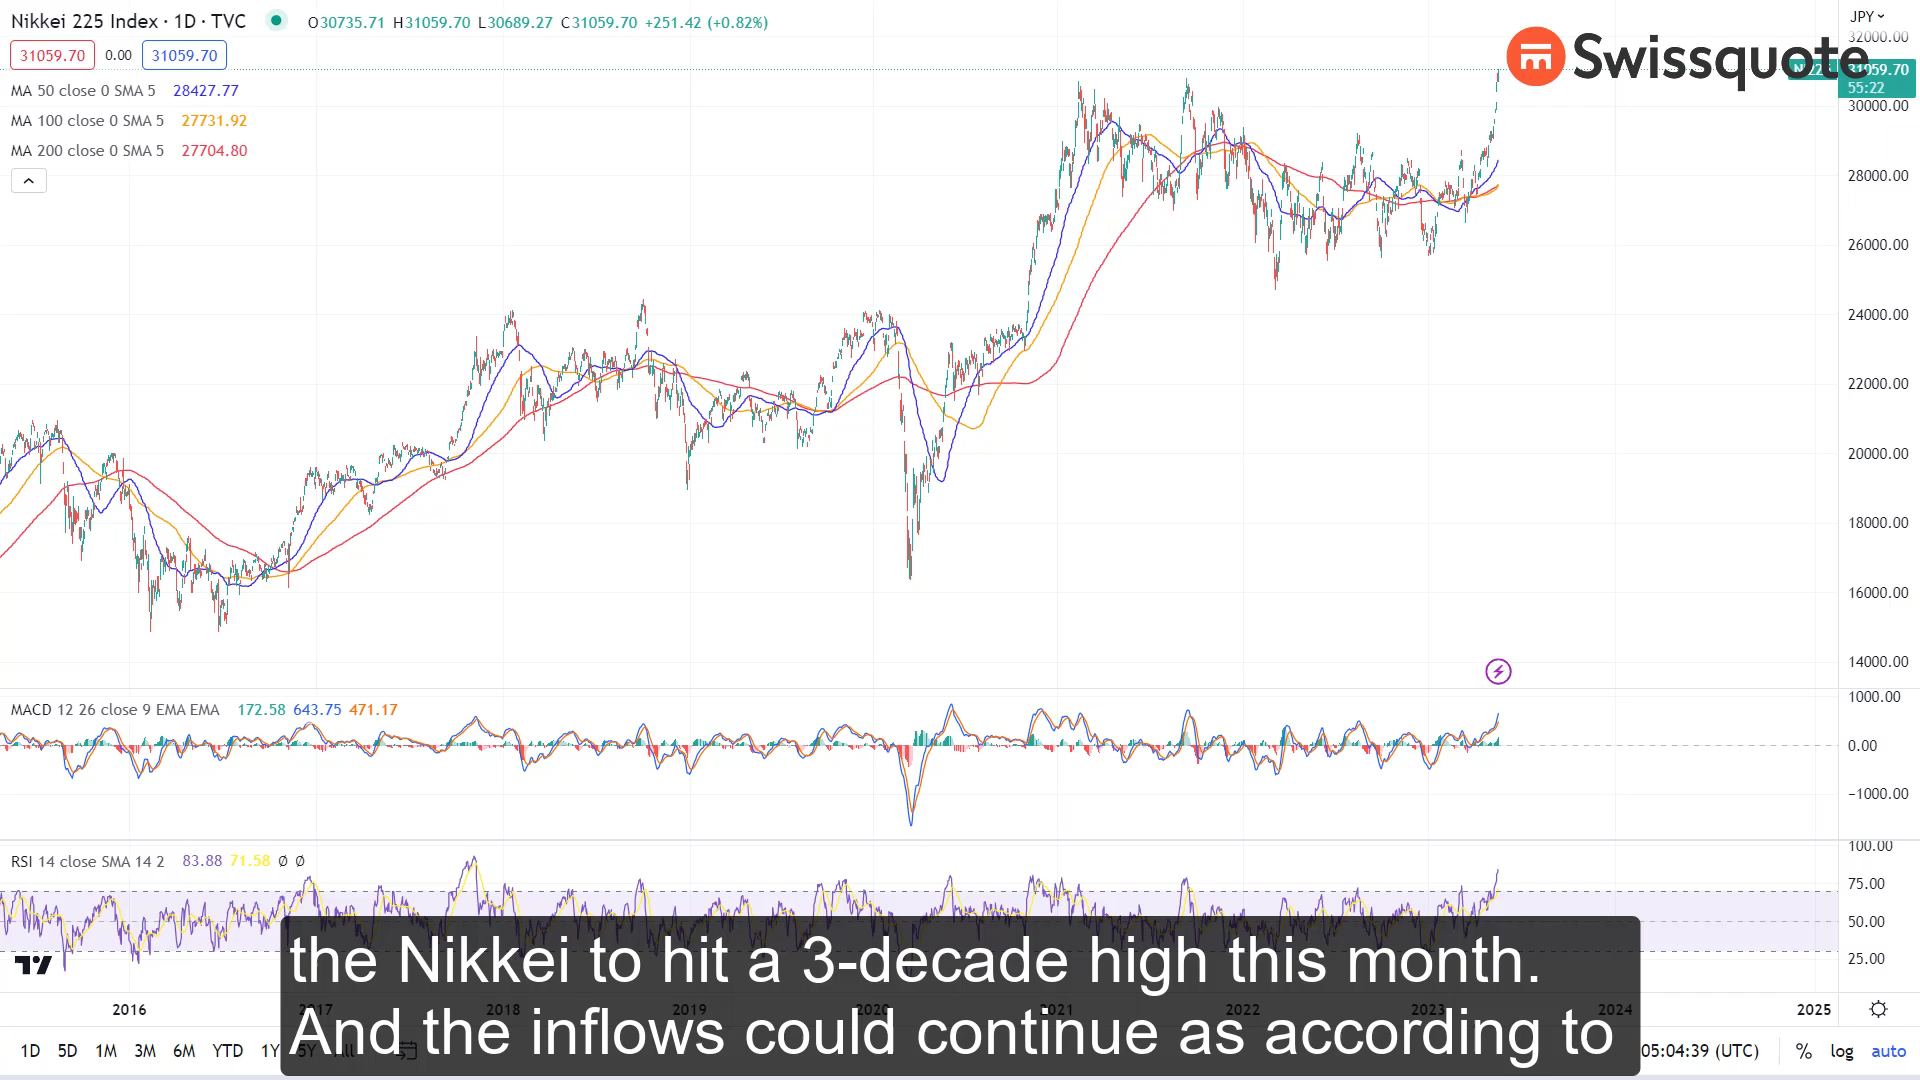 Nikkei 225 Index · 1D · TVC O30735.71 H31059.70 L30689.27 C31059.70 +251.42 (+0.82%)
31059.70 0.00 31059.70
MA 50 close 0 SMA 5 28427.77
MA 100 close 0 SMA 5 27731.92
MA 200 close 0 SMA 5 27704.80
JPY
32000.00
Swissquote
31059.70
55:22
30000.00
28000.00
26000.00
24000.00
22000.00
20000.00
18000.00
16000.00
14000.00
MACD 12 26 close 9 EMA EMA 172.58 643.75 471.17
1000.00
0.00
−1000.00
RSI 14 close SMA 14 2 83.88 71.58 Ø Ø
100.00
75.00
50.00
25.00
the Nikkei to hit a 3-decade high this month.
And the inflows could continue as according to
2016 2017 2018 2019 2020 2021 2022 2023 2024 2025
1D 5D 1M 3M 6M YTD 1Y 5Y All 05:04:39 (UTC) % log auto